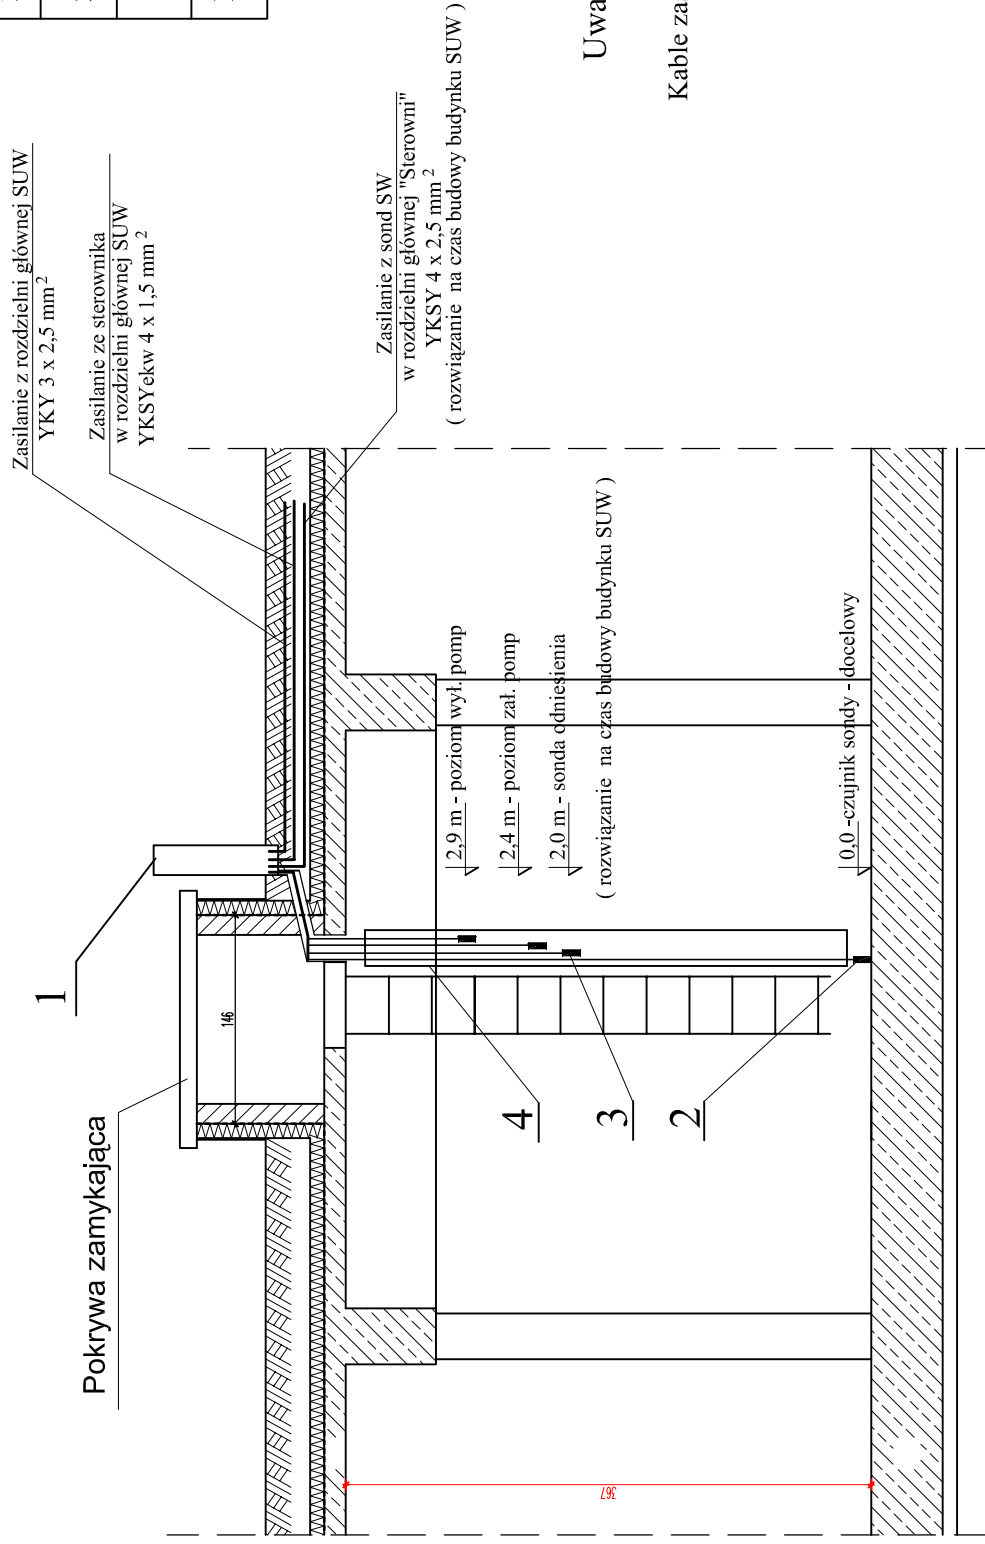 Zasilanie z rozdzielni głównej SUW
YKY 3 x 2,5 mm²
Zasilanie ze sterownika
w rozdzielni głównej SUW
YKSYekw 4 x 1,5 mm²
Zasilanie z sond SW
w rozdzielni głównej "Sterowni"
YKSY 4 x 2,5 mm²
( rozwiązanie na czas budowy budynku SUW )
Uwa
Kable za
1
Pokrywa zamykająca
146
2,9 m - poziom wył. pomp
2,4 m - poziom zał. pomp
2,0 m - sonda odniesienia
( rozwiązanie na czas budowy budynku SUW )
0,0 -czujnik sondy - docelowy
4
3
2
367